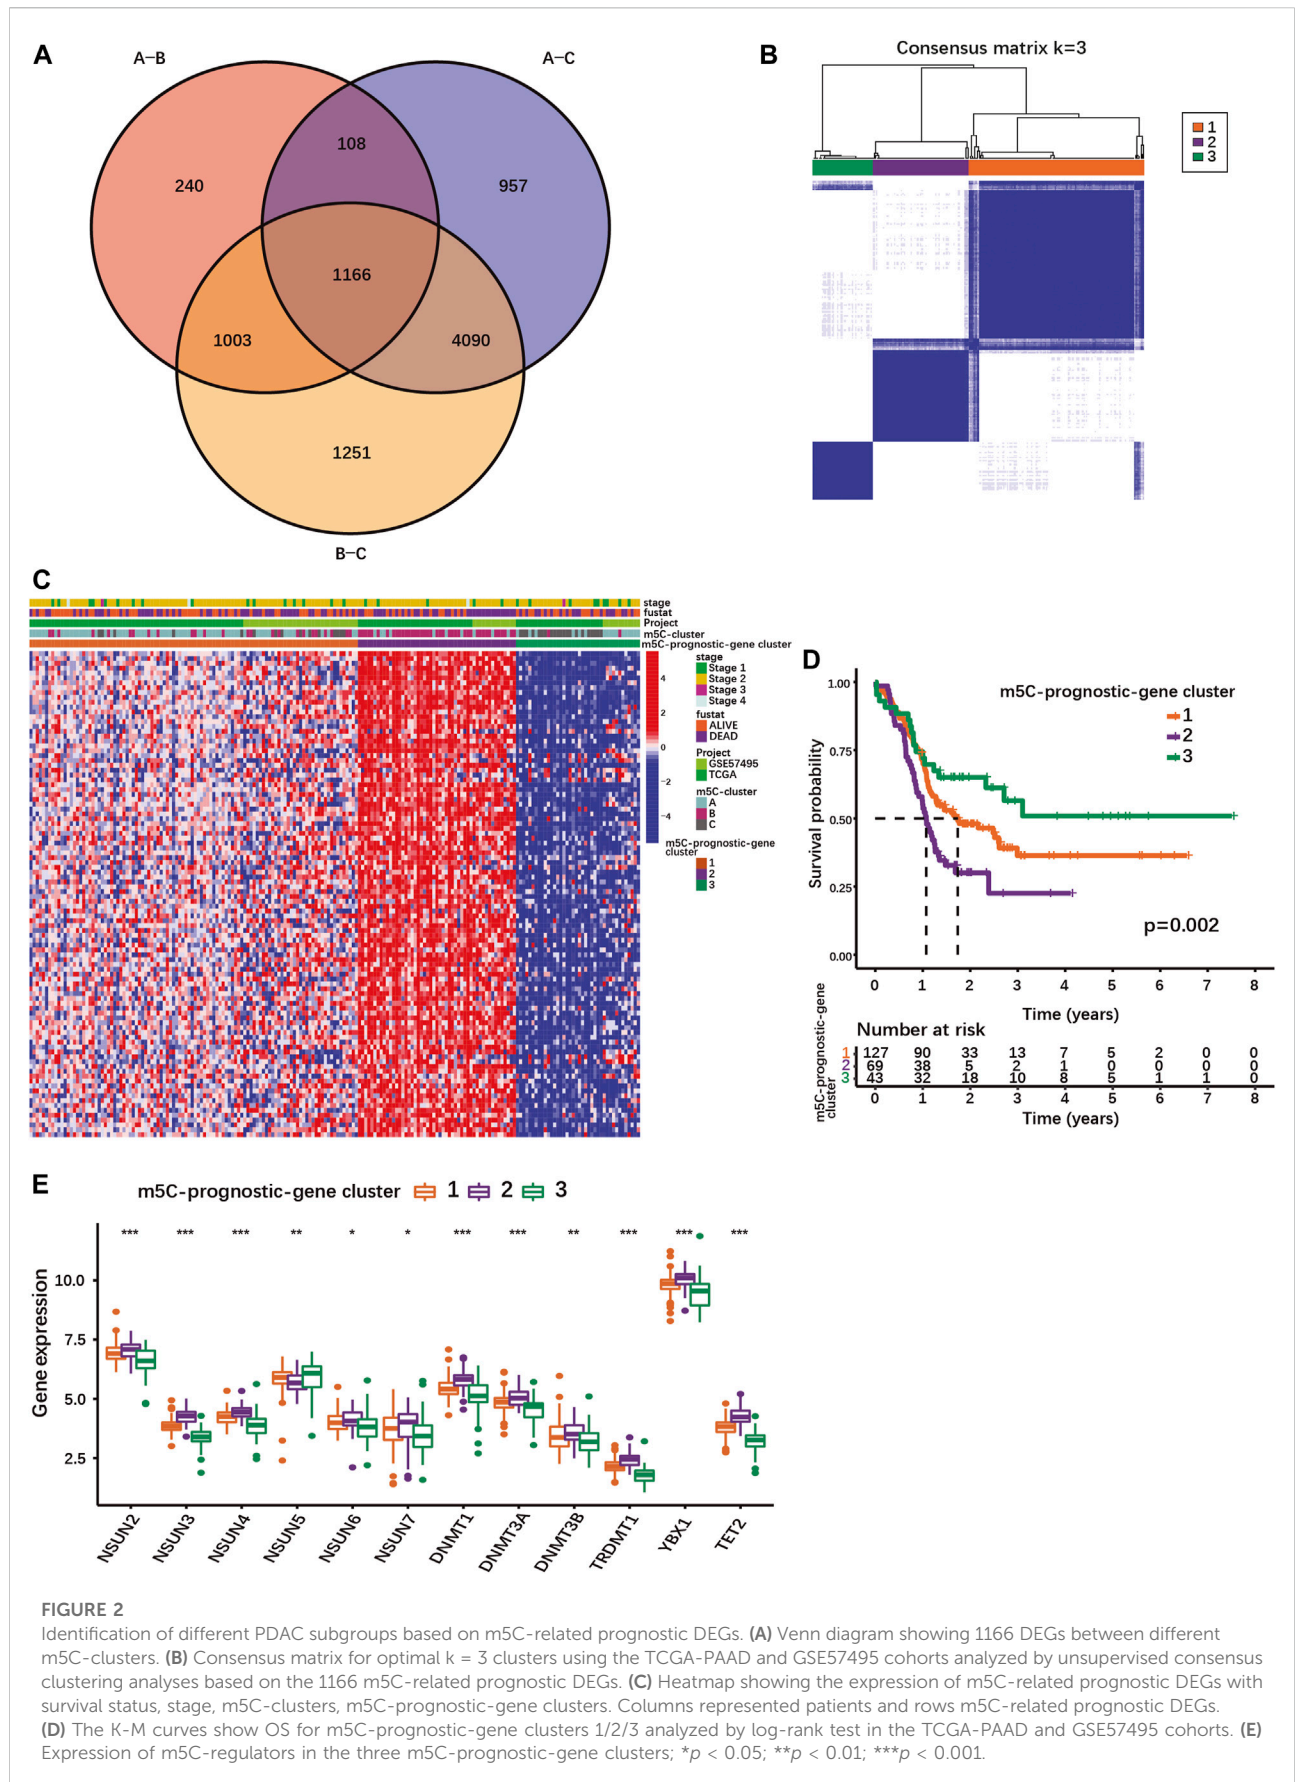 A
A–B
A–C
108
240
957
1166
1003
4090
1251
B–C
B
Consensus matrix k=3
1
2
3
C
stage
fustat
Project
m5C-cluster
m5C-prognostic-gene cluster
4
2
0
−2
−4
stage
Stage 1
Stage 2
Stage 3
Stage 4
fustat
ALIVE
DEAD
Project
GSE57495
TCGA
m5C-cluster
A
B
C
m5C-prognostic-gene
cluster
1
2
3
D
m5C-prognostic-gene cluster
1
2
3
Survival probability
1.00
0.75
0.50
0.25
0.00
p=0.002
0 1 2 3 4 5 6 7 8
Time (years)
m5C-prognostic-gene
cluster
Number at risk
1 127 90 33 13 7 5 2 0 0
2 69 38 5 2 1 0 0 0 0
3 43 32 18 10 8 5 1 1 0
0 1 2 3 4 5 6 7 8
Time (years)
E
m5C-prognostic-gene cluster 1 2 3
*** *** *** ** * * *** *** ** *** *** ***
Gene expression
10.0
7.5
5.0
2.5
NSUN2 NSUN3 NSUN4 NSUN5 NSUN6 NSUN7 DNMT1 DNMT3A DNMT3B TRDMT1 YBX1 TET2
FIGURE 2
Identification of different PDAC subgroups based on m5C-related prognostic DEGs. (A) Venn diagram showing 1166 DEGs between different
m5C-clusters. (B) Consensus matrix for optimal k = 3 clusters using the TCGA-PAAD and GSE57495 cohorts analyzed by unsupervised consensus
clustering analyses based on the 1166 m5C-related prognostic DEGs. (C) Heatmap showing the expression of m5C-related prognostic DEGs with
survival status, stage, m5C-clusters, m5C-prognostic-gene clusters. Columns represented patients and rows m5C-related prognostic DEGs.
(D) The K-M curves show OS for m5C-prognostic-gene clusters 1/2/3 analyzed by log-rank test in the TCGA-PAAD and GSE57495 cohorts. (E)
Expression of m5C-regulators in the three m5C-prognostic-gene clusters; *p < 0.05; **p < 0.01; ***p < 0.001.